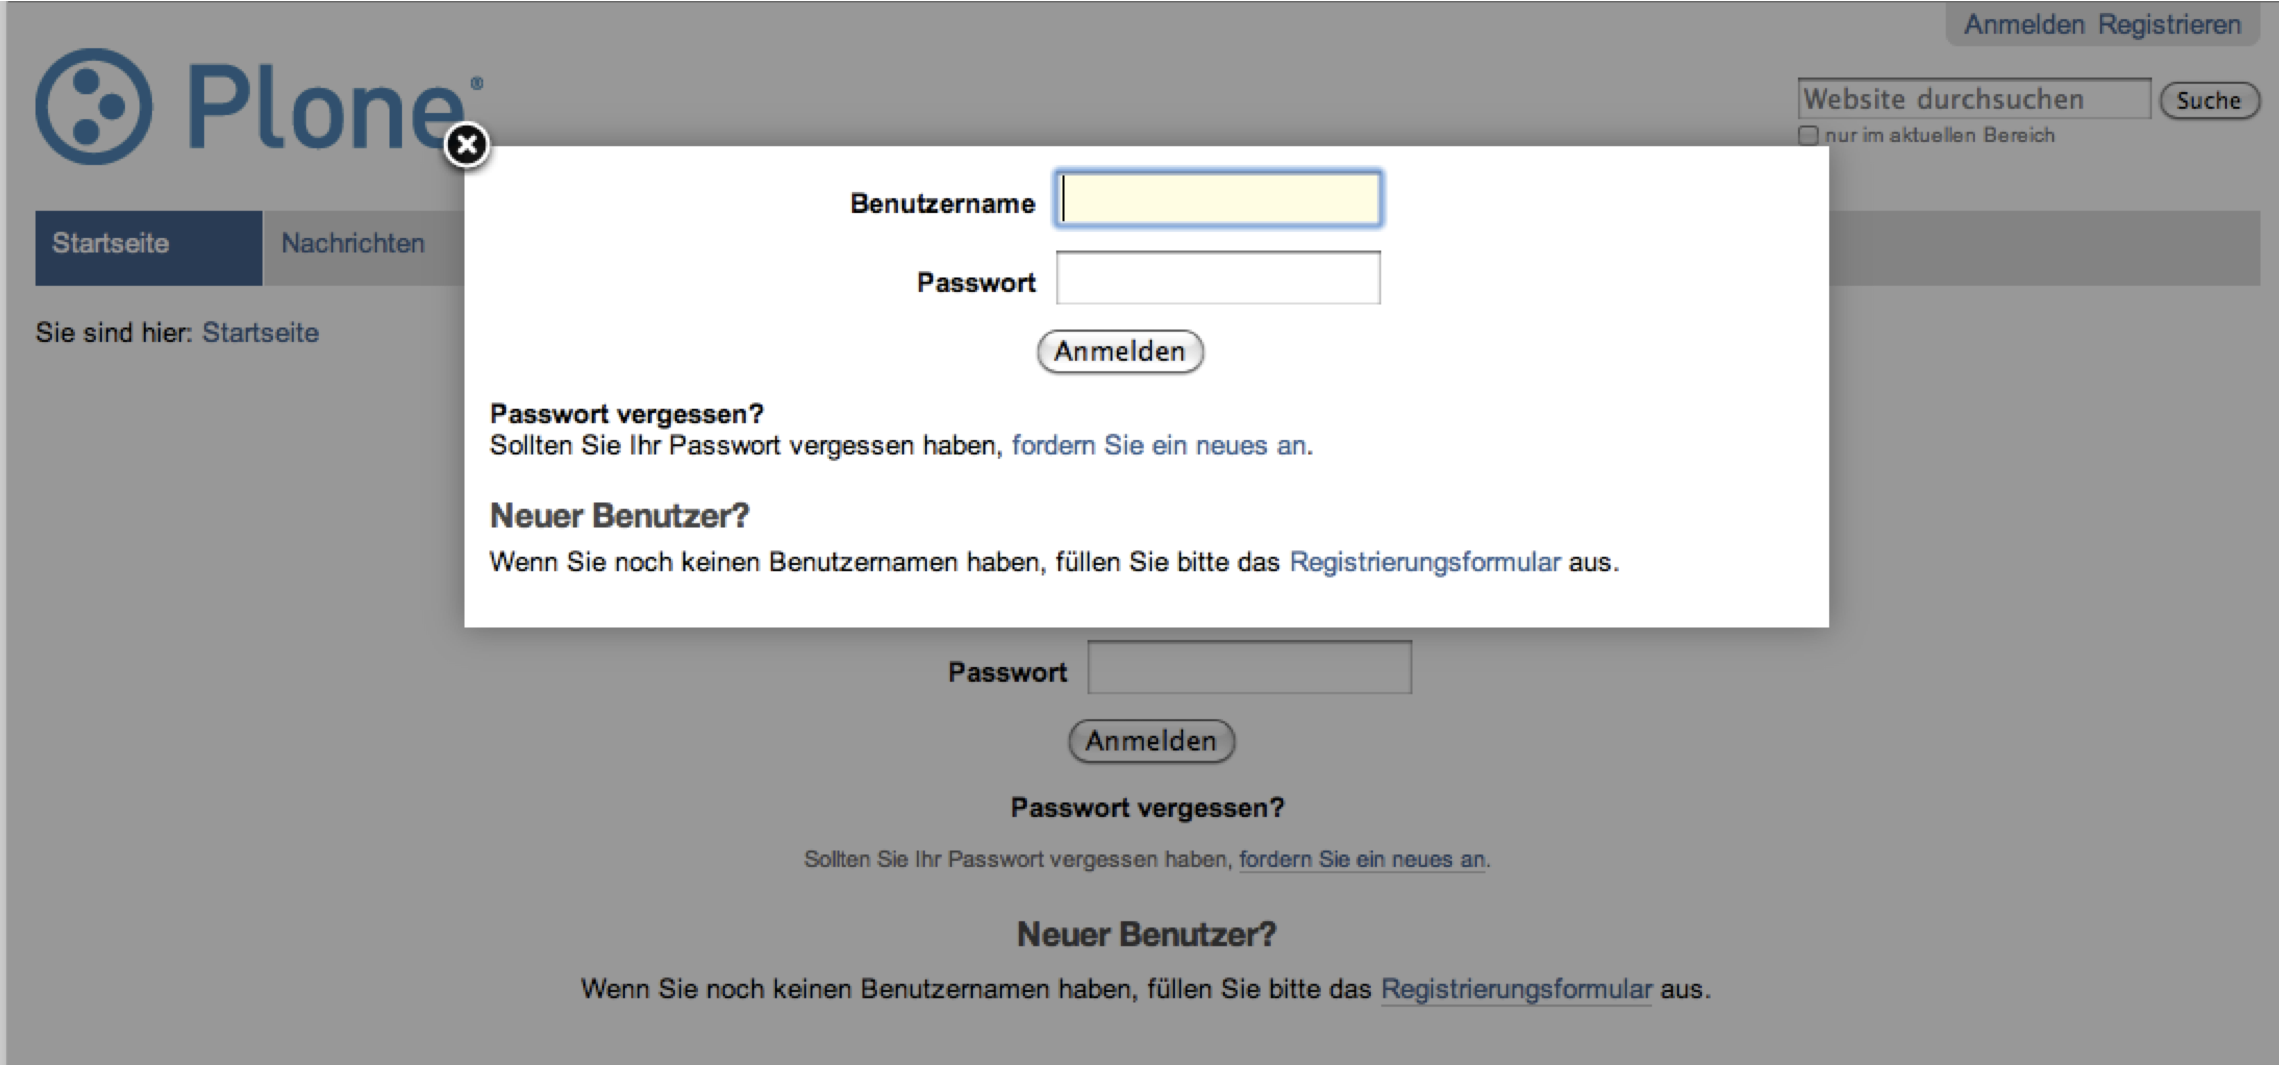 Anmelden Registrieren
Plone®
Website durchsuchen Suche
nur im aktuellen Bereich
Startseite Nachrichten
Sie sind hier: Startseite
Benutzername
Passwort
Anmelden
Passwort vergessen?
Sollten Sie Ihr Passwort vergessen haben, fordern Sie ein neues an.
Neuer Benutzer?
Wenn Sie noch keinen Benutzernamen haben, füllen Sie bitte das Registrierungsformular aus.
Passwort
Anmelden
Passwort vergessen?
Sollten Sie Ihr Passwort vergessen haben, fordern Sie ein neues an.
Neuer Benutzer?
Wenn Sie noch keinen Benutzernamen haben, füllen Sie bitte das Registrierungsformular aus.